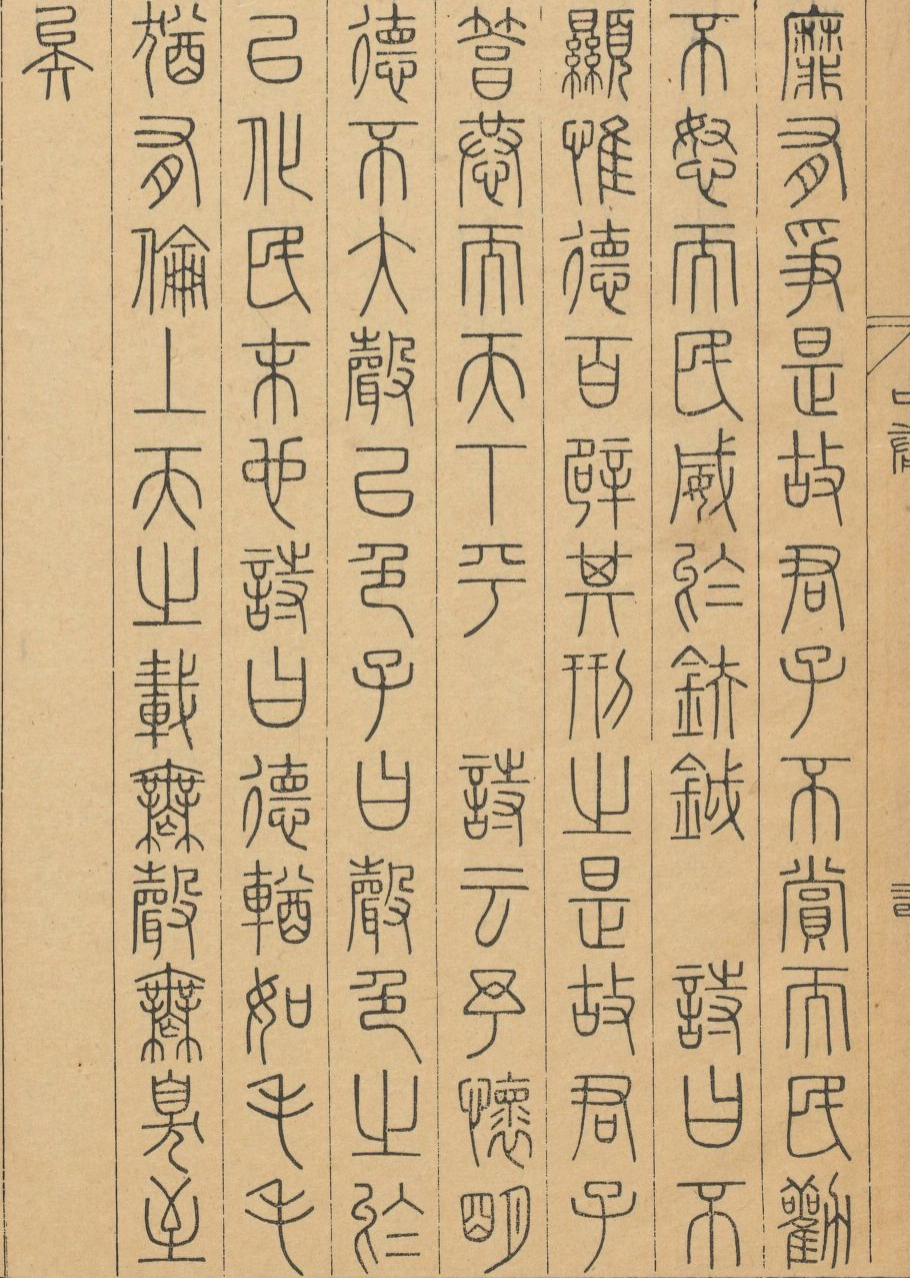 靡有爭是故君子不賞而民勸
不怒而民威於鈇鉞　詩曰不
顯惟德百辟其刑之是故君子
篤恭而天下平　詩云予懷明
德不大聲以色子曰聲色之於
以化民末也詩曰德輶如毛毛
猶有倫上天之載無聲無臭至
矣